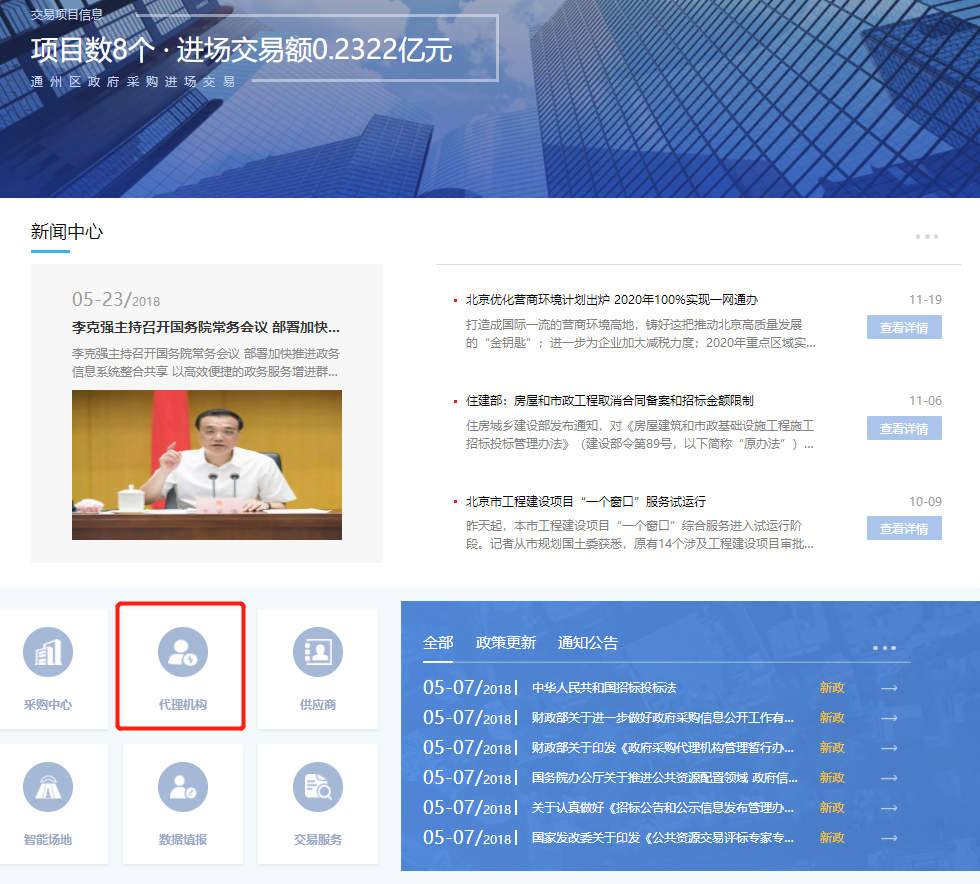 交易项目信息
项目数8个 · 进场交易额0.2322亿元
通州区政府采购进场交易
新闻中心
05-23/2018
李克强主持召开国务院常务会议 部署加快...
李克强主持召开国务院常务会议 部署加快推进政务
信息系统整合共享 以高效便捷的政务服务增进群...
北京优化营商环境计划出炉 2020年100%实现一网通办
11-19
打造成国际一流的营商环境高地，铸好这把推动北京高质量发展
的“金钥匙”；进一步为企业加大减税力度；2020年重点区域实...
查看详情
住建部：房屋和市政工程取消合同备案和招标金额限制
11-06
住房城乡建设部发布通知，对《房屋建筑和市政基础设施工程施工
招标投标管理办法》（建设部令第89号，以下简称“原办法”）...
查看详情
北京市工程建设项目“一个窗口”服务试运行
10-09
昨天起，本市工程建设项目“一个窗口”综合服务进入试运行阶
段。记者从市规划国土委获悉，原有14个涉及工程建设项目审批...
查看详情
采购中心
代理机构
供应商
智能场地
数据填报
交易服务
全部 政策更新 通知公告
05-07/2018 中华人民共和国招标投标法 新政
05-07/2018 财政部关于进一步做好政府采购信息公开工作有... 新政
05-07/2018 财政部关于印发《政府采购代理机构管理暂行办... 新政
05-07/2018 国务院办公厅关于推进公共资源配置领域 政府信... 新政
05-07/2018 关于认真做好《招标公告和公示信息发布管理办... 新政
05-07/2018 国家发改委关于印发《公共资源交易评标专家专... 新政